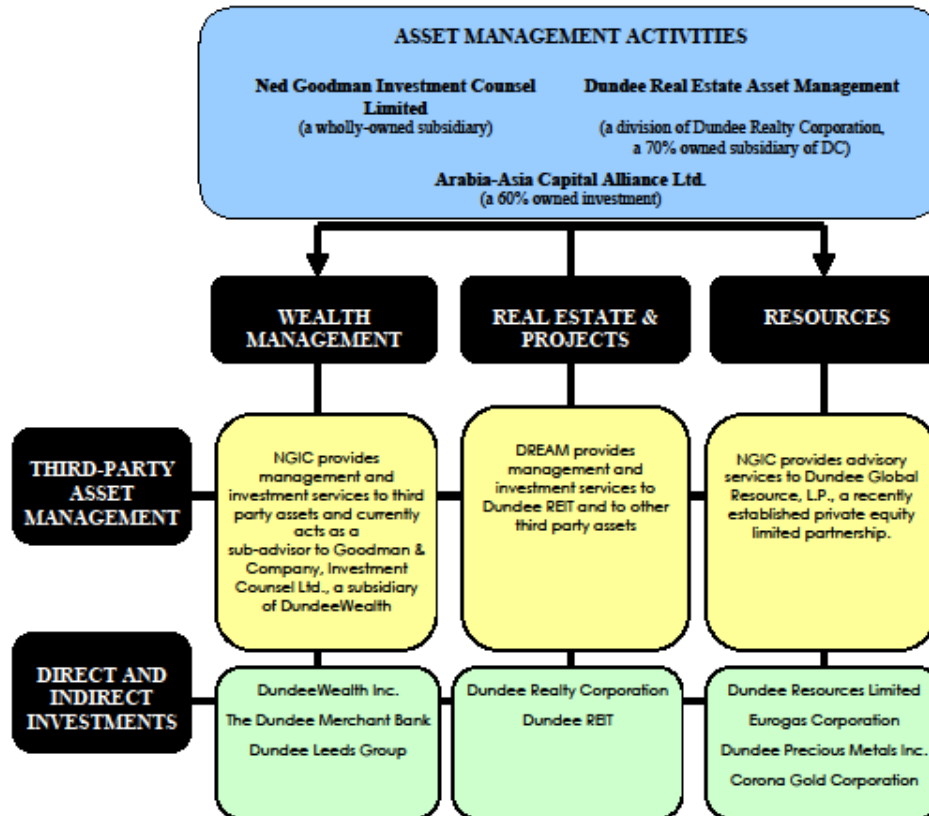 ASSET MANAGEMENT ACTIVITIES
Ned Goodman Investment Counsel
Limited
(a wholly-owned subsidiary)
Dundee Real Estate Asset Management
(a division of Dundee Realty Corporation,
a 70% owned subsidiary of DC)
Arabia-Asia Capital Alliance Ltd.
(a 60% owned investment)
WEALTH
MANAGEMENT
REAL ESTATE &
PROJECTS
RESOURCES
THIRD-PARTY
ASSET
MANAGEMENT
NGIC provides
management and
investment services to third
party assets and currently
acts as a
sub-advisor to Goodman &
Company, Investment
Counsel Ltd., a subsidiary
of DundeeWealth
DREAM provides
management and
investment services to
Dundee REIT and to other
third party assets
NGIC provides advisory
services to Dundee Global
Resource, L.P., a recently
established private equity
limited partnership.
DIRECT AND
INDIRECT
INVESTMENTS
DundeeWealth Inc.
The Dundee Merchant Bank
Dundee Leeds Group
Dundee Realty Corporation
Dundee REIT
Dundee Resources Limited
Eurogas Corporation
Dundee Precious Metals Inc.
Corona Gold Corporation